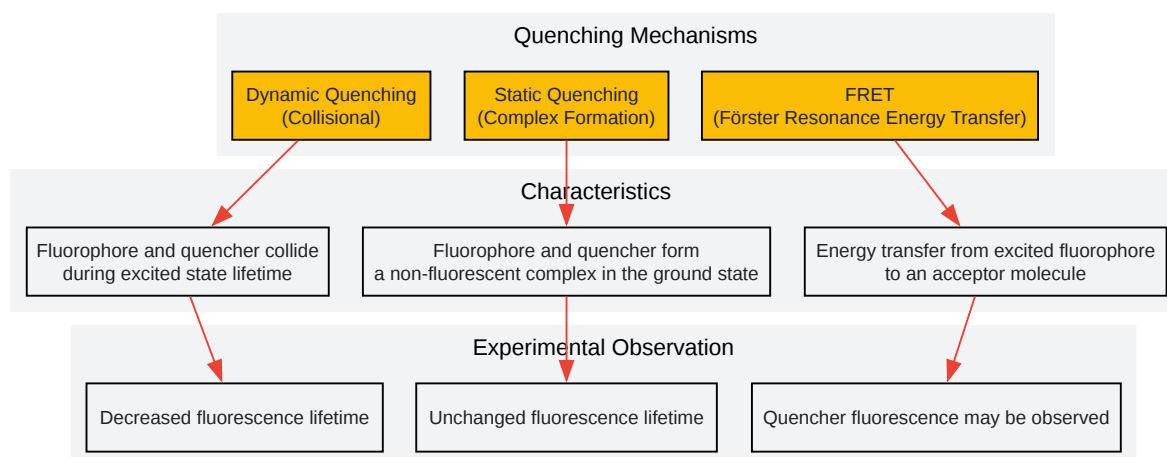 Quenching Mechanisms
Dynamic Quenching
(Collisional)
Static Quenching
(Complex Formation)
FRET
(Förster Resonance Energy Transfer)
Characteristics
Fluorophore and quencher collide
during excited state lifetime
Fluorophore and quencher form
a non-fluorescent complex in the ground state
Energy transfer from excited fluorophore
to an acceptor molecule
Experimental Observation
Decreased fluorescence lifetime
Unchanged fluorescence lifetime
Quencher fluorescence may be observed